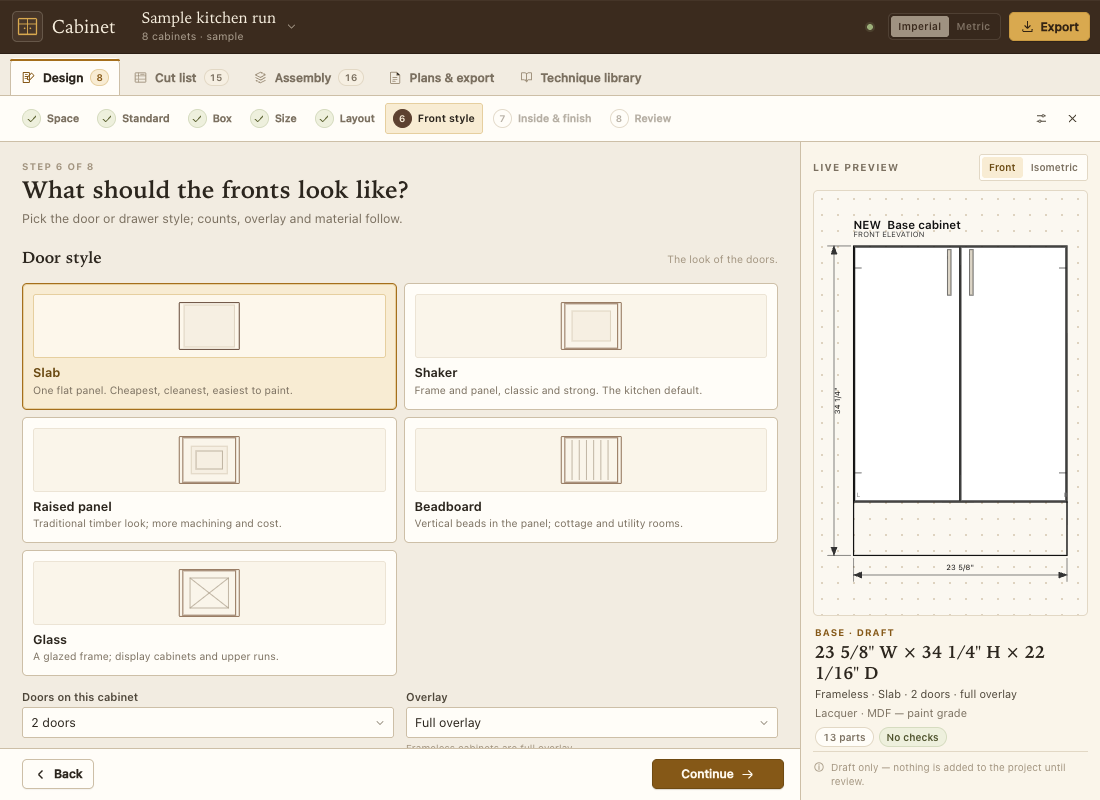 Cabinet
Sample kitchen run
8 cabinets · sample
Imperial
Metric
Export
Design 8
Cut list 15
Assembly 16
Plans & export
Technique library
Space
Standard
Box
Size
Layout
6 Front style
7 Inside & finish
8 Review
STEP 6 OF 8
What should the fronts look like?
Pick the door or drawer style; counts, overlay and material follow.
Door style
The look of the doors.
Slab
One flat panel. Cheapest, cleanest, easiest to paint.
Shaker
Frame and panel, classic and strong. The kitchen default.
Raised panel
Traditional timber look; more machining and cost.
Beadboard
Vertical beads in the panel; cottage and utility rooms.
Glass
A glazed frame; display cabinets and upper runs.
Doors on this cabinet
2 doors
Overlay
Full overlay
Frameless cabinets are full overlay
Back
Continue
LIVE PREVIEW
Front
Isometric
NEW Base cabinet
FRONT ELEVATION
34 1/4"
L
23 5/8"
BASE · DRAFT
23 5/8" W × 34 1/4" H × 22
1/16" D
Frameless · Slab · 2 doors · full overlay
Lacquer · MDF — paint grade
13 parts
No checks
Draft only — nothing is added to the project until
review.